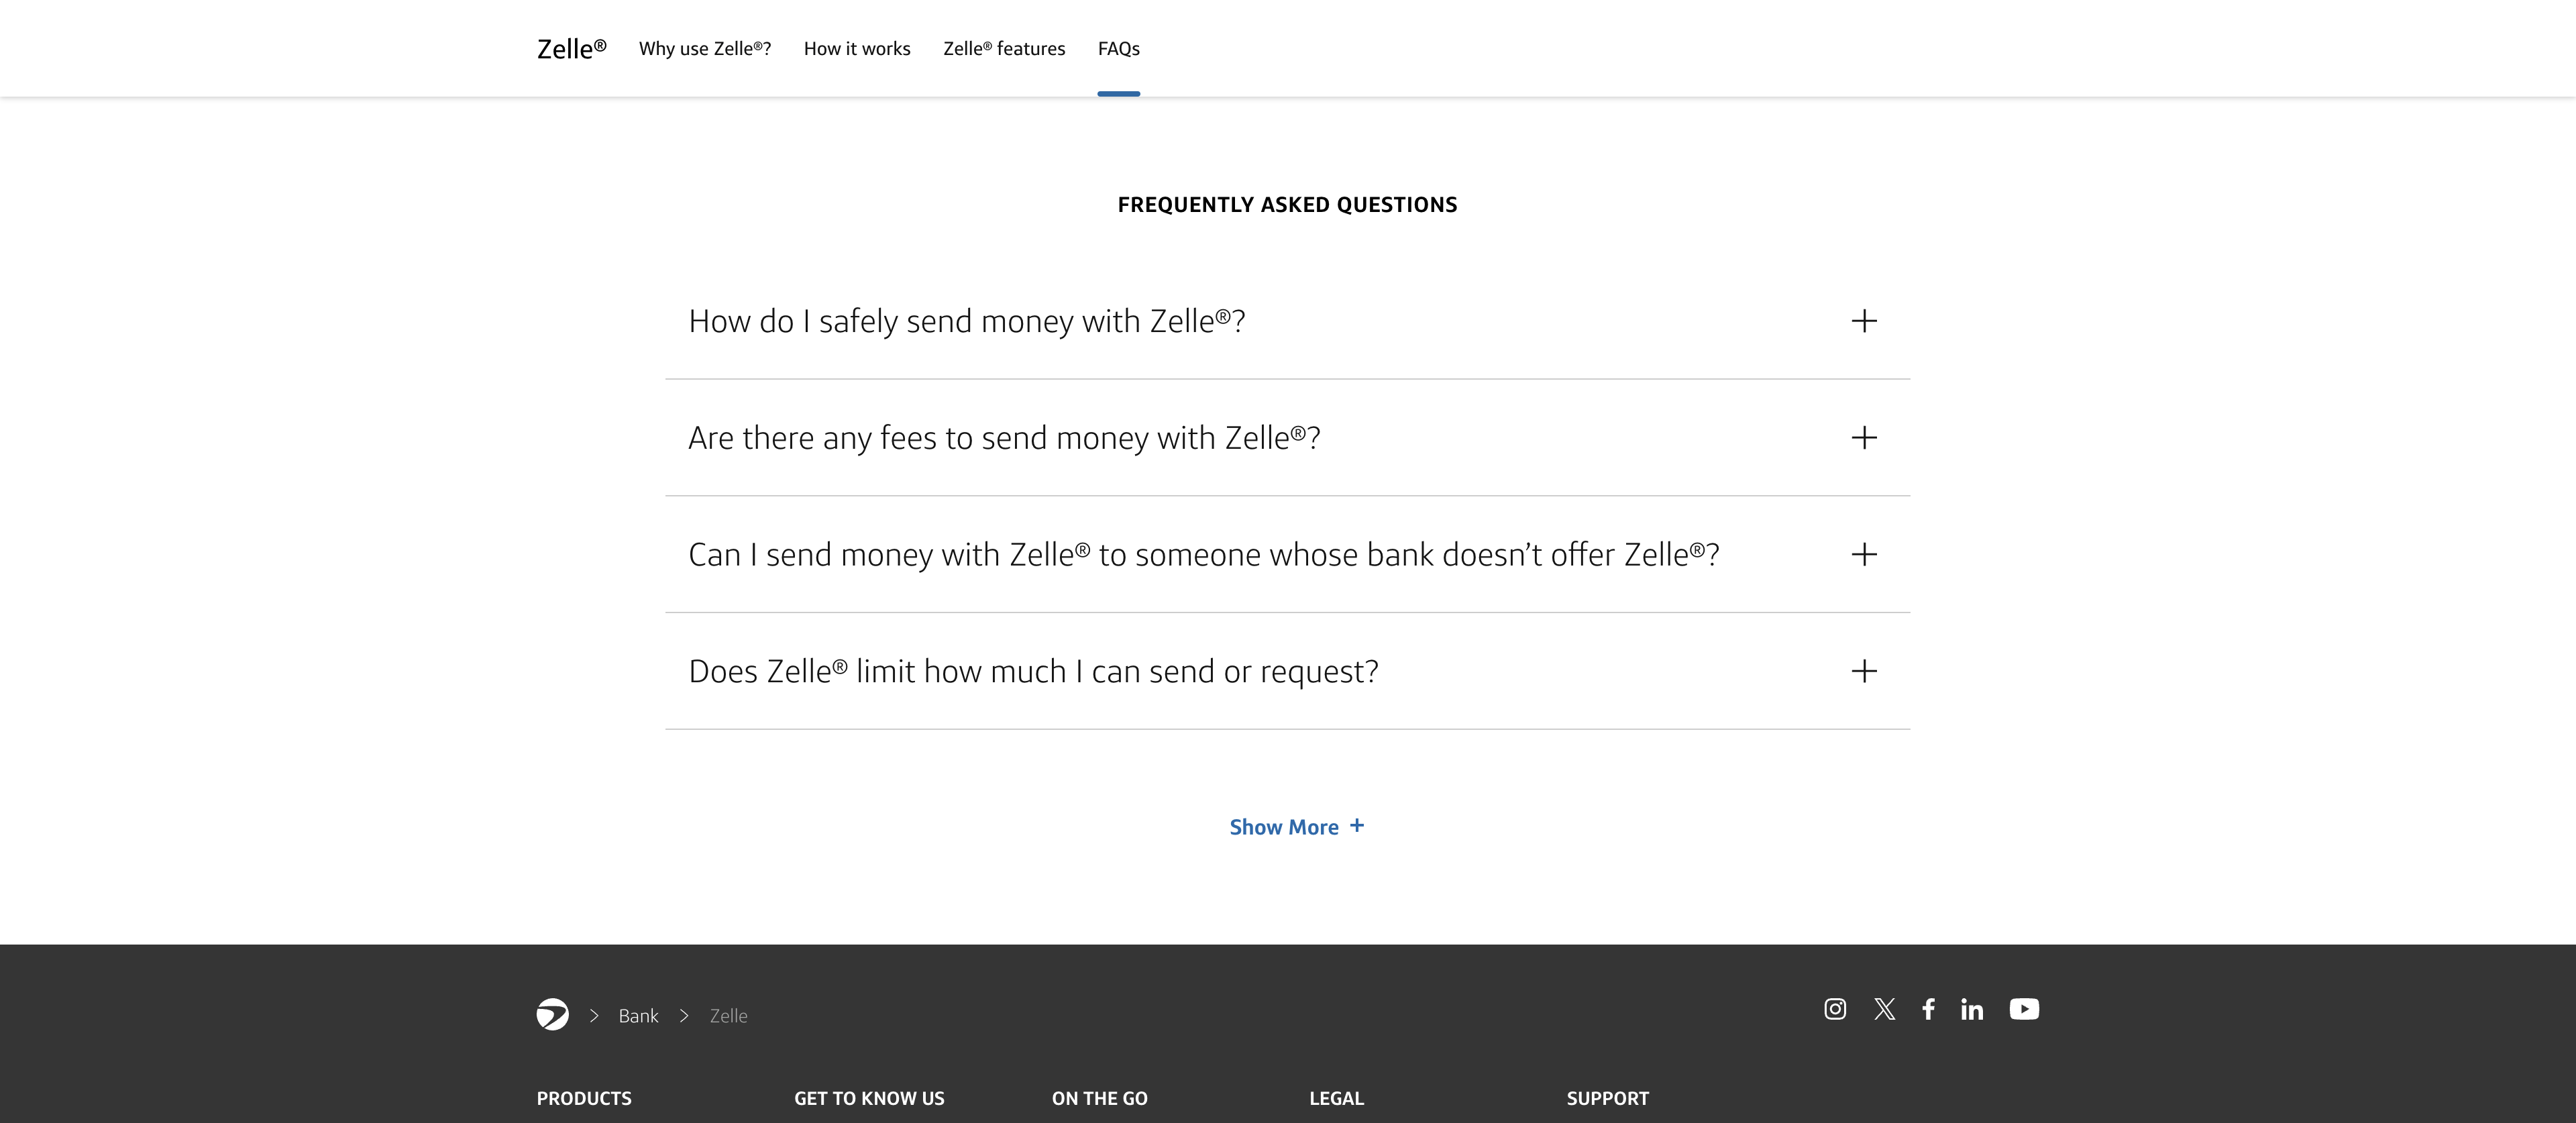 Zelle® Why use Zelle®? How it works Zelle® features FAQs
FREQUENTLY ASKED QUESTIONS
How do I safely send money with Zelle®?
Are there any fees to send money with Zelle®?
Can I send money with Zelle® to someone whose bank doesn’t offer Zelle®?
Does Zelle® limit how much I can send or request?
Show More +
Bank > Zelle
PRODUCTS GET TO KNOW US ON THE GO LEGAL SUPPORT